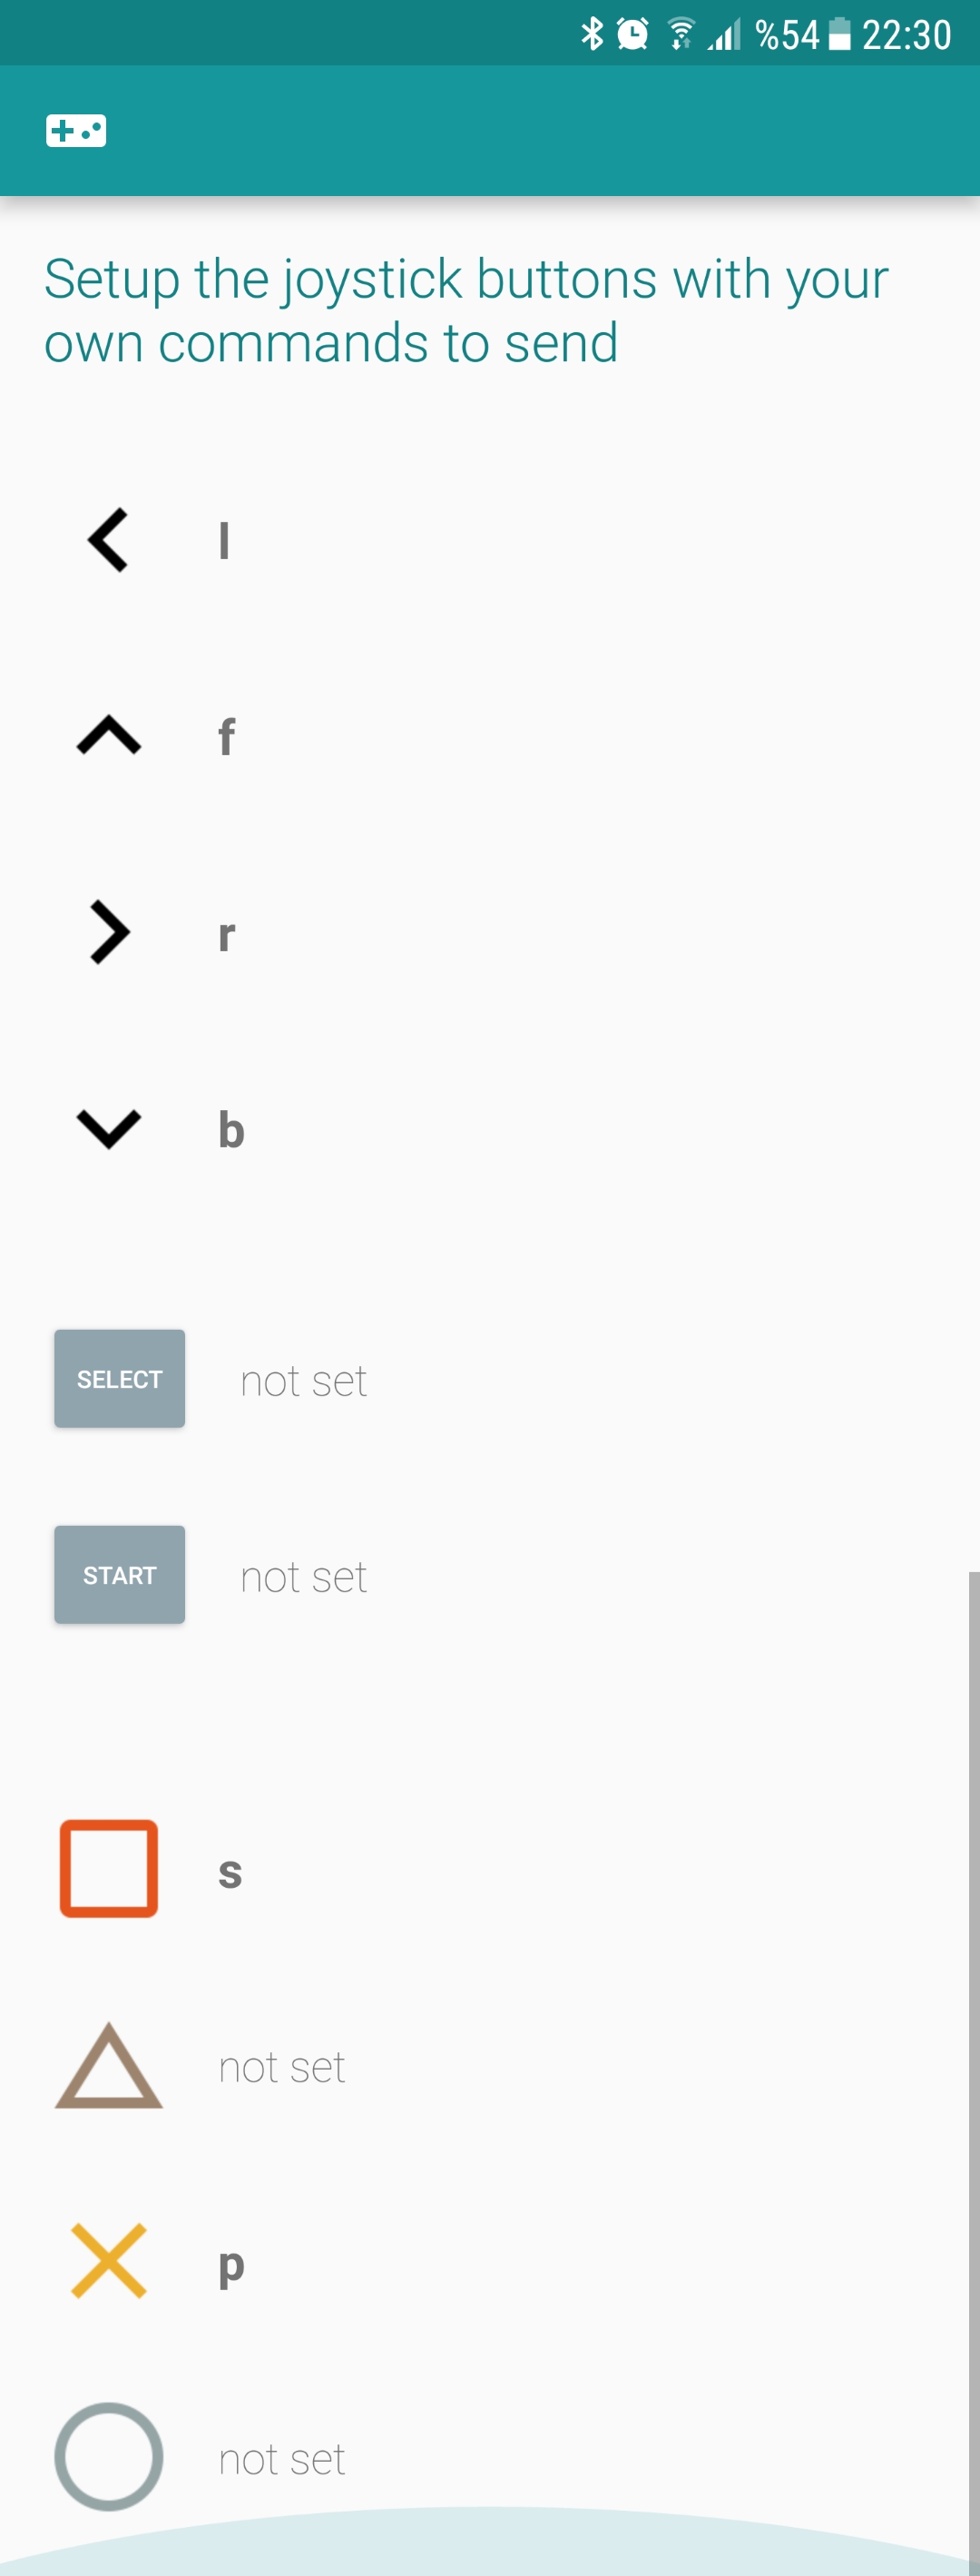 %54 22:30
Setup the joystick buttons with your
own commands to send
l
f
r
b
SELECT not set
START not set
s
not set
p
not set